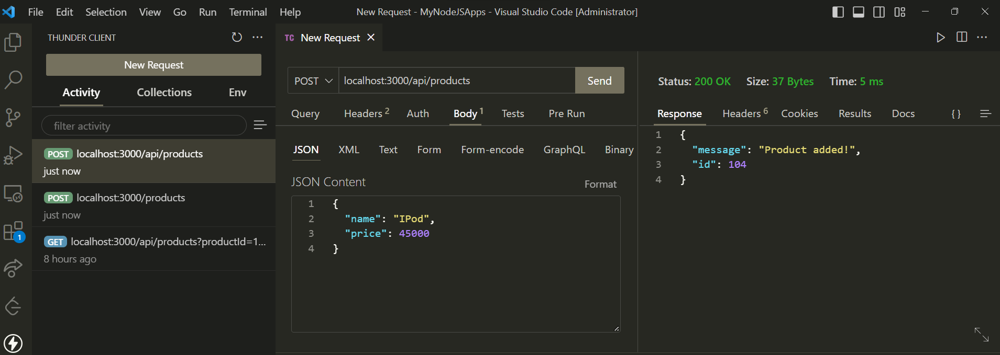 File Edit Selection View Go Run Terminal Help New Request - MyNodeJSApps - Visual Studio Code [Administrator]
THUNDER CLIENT
New Request
Activity Collections Env
filter activity
POST localhost:3000/api/products
just now
POST localhost:3000/products
just now
GET localhost:3000/api/products?productId=1...
8 hours ago
1
TC New Request
POST localhost:3000/api/products Send
Query Headers 2 Auth Body 1 Tests Pre Run
JSON XML Text Form Form-encode GraphQL Binary
JSON Content Format
1 {
2 "name": "IPod",
3 "price": 45000
4 }
Status: 200 OK Size: 37 Bytes Time: 5 ms
Response Headers 6 Cookies Results Docs { }
1 {
2 "message": "Product added!",
3 "id": 104
4 }